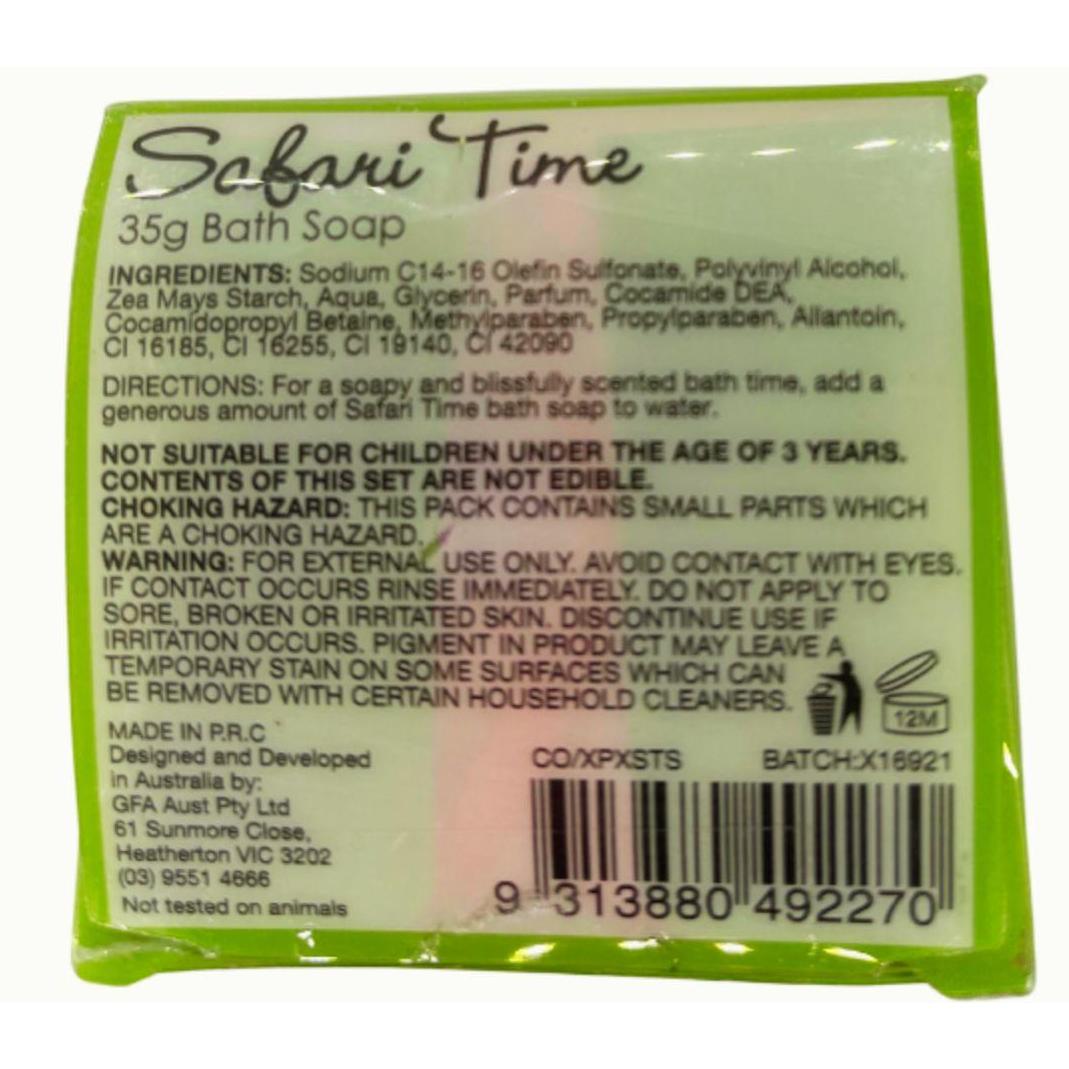 Safari Time
35g Bath Soap
INGREDIENTS: Sodium C14-16 Olefin Sulfonate, Polyvinyl Alcohol,
Zea Mays Starch, Aqua, Glycerin, Parfum, Cocamide DEA,
Cocamidopropyl Betaine, Methylparaben, Propylparaben, Allantoin,
CI 16185, CI 16255, CI 19140, CI 42090
DIRECTIONS: For a soapy and blissfully scented bath time, add a
generous amount of Safari Time bath soap to water.
NOT SUITABLE FOR CHILDREN UNDER THE AGE OF 3 YEARS.
CONTENTS OF THIS SET ARE NOT EDIBLE.
CHOKING HAZARD: THIS PACK CONTAINS SMALL PARTS WHICH
ARE A CHOKING HAZARD.
WARNING: FOR EXTERNAL USE ONLY. AVOID CONTACT WITH EYES.
IF CONTACT OCCURS RINSE IMMEDIATELY. DO NOT APPLY TO
SORE, BROKEN OR IRRITATED SKIN. DISCONTINUE USE IF
IRRITATION OCCURS. PIGMENT IN PRODUCT MAY LEAVE A
TEMPORARY STAIN ON SOME SURFACES WHICH CAN
BE REMOVED WITH CERTAIN HOUSEHOLD CLEANERS.
12M
MADE IN P.R.C
Designed and Developed
in Australia by:
GFA Aust Pty Ltd
61 Sunmore Close,
Heatherton VIC 3202
(03) 9551 4666
Not tested on animals
CO/XPXSTS BATCH:X16921
9 313880 492270